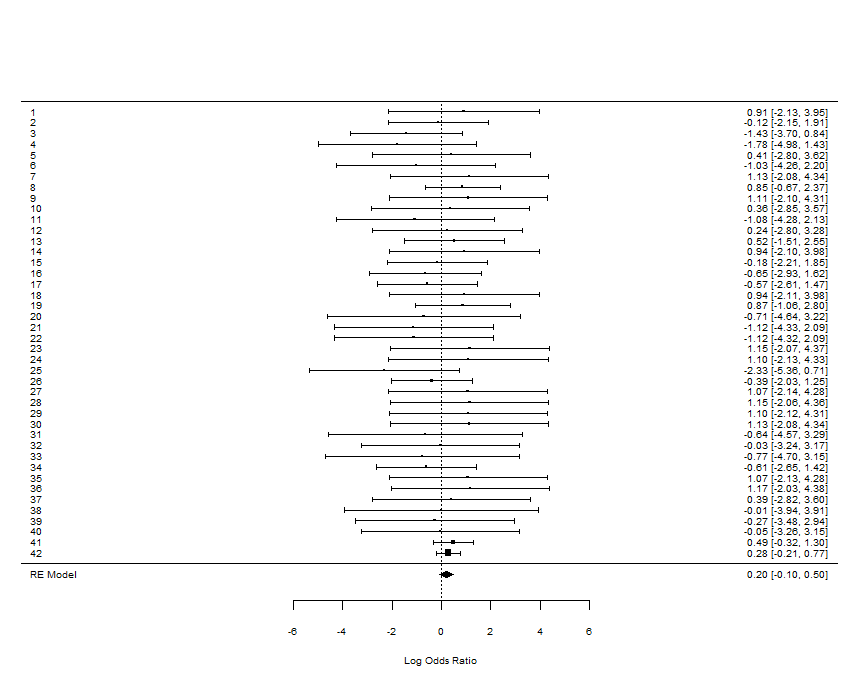 1 0.91 [-2.13, 3.95]
2 -0.12 [-2.15, 1.91]
3 -1.43 [-3.70, 0.84]
4 -1.78 [-4.98, 1.43]
5 0.41 [-2.80, 3.62]
6 -1.03 [-4.26, 2.20]
7 1.13 [-2.08, 4.34]
8 0.85 [-0.67, 2.37]
9 1.11 [-2.10, 4.31]
10 0.36 [-2.85, 3.57]
11 -1.08 [-4.28, 2.13]
12 0.24 [-2.80, 3.28]
13 0.52 [-1.51, 2.55]
14 0.94 [-2.10, 3.98]
15 -0.18 [-2.21, 1.85]
16 -0.65 [-2.93, 1.62]
17 -0.57 [-2.61, 1.47]
18 0.94 [-2.11, 3.98]
19 0.87 [-1.06, 2.80]
20 -0.71 [-4.64, 3.22]
21 -1.12 [-4.33, 2.09]
22 -1.12 [-4.32, 2.09]
23 1.15 [-2.07, 4.37]
24 1.10 [-2.13, 4.33]
25 -2.33 [-5.36, 0.71]
26 -0.39 [-2.03, 1.25]
27 1.07 [-2.14, 4.28]
28 1.15 [-2.06, 4.36]
29 1.10 [-2.12, 4.31]
30 1.13 [-2.08, 4.34]
31 -0.64 [-4.57, 3.29]
32 -0.03 [-3.24, 3.17]
33 -0.77 [-4.70, 3.15]
34 -0.61 [-2.65, 1.42]
35 1.07 [-2.13, 4.28]
36 1.17 [-2.03, 4.38]
37 0.39 [-2.82, 3.60]
38 -0.01 [-3.94, 3.91]
39 -0.27 [-3.48, 2.94]
40 -0.05 [-3.26, 3.15]
41 0.49 [-0.32, 1.30]
42 0.28 [-0.21, 0.77]
RE Model 0.20 [-0.10, 0.50]
-6 -4 -2 0 2 4 6
Log Odds Ratio